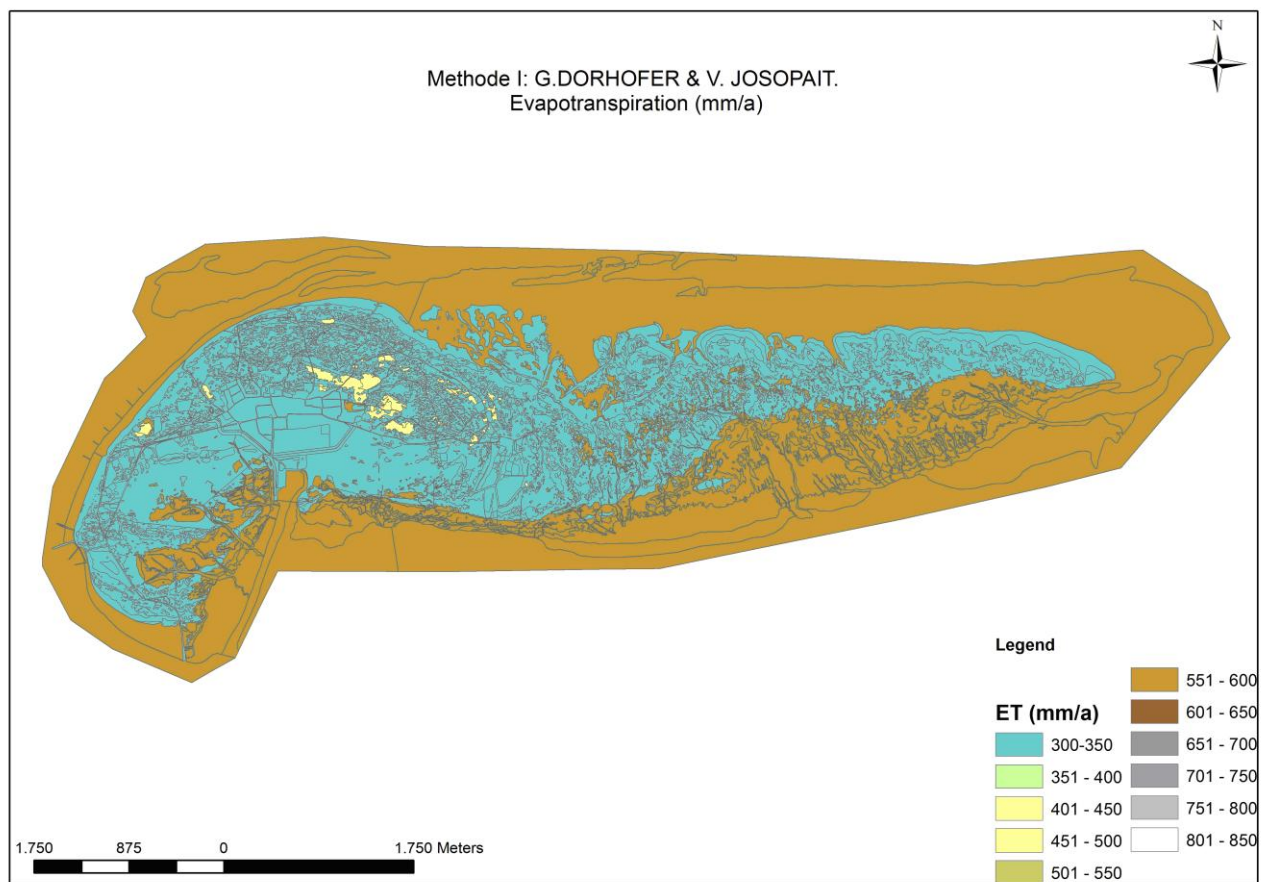 N
Methode I: G.DORHOFER & V. JOSOPAIT.
Evapotranspiration (mm/a)
Legend
ET (mm/a)
300-350
351 - 400
401 - 450
451 - 500
501 - 550
551 - 600
601 - 650
651 - 700
701 - 750
751 - 800
801 - 850
1.750 875 0 1.750 Meters